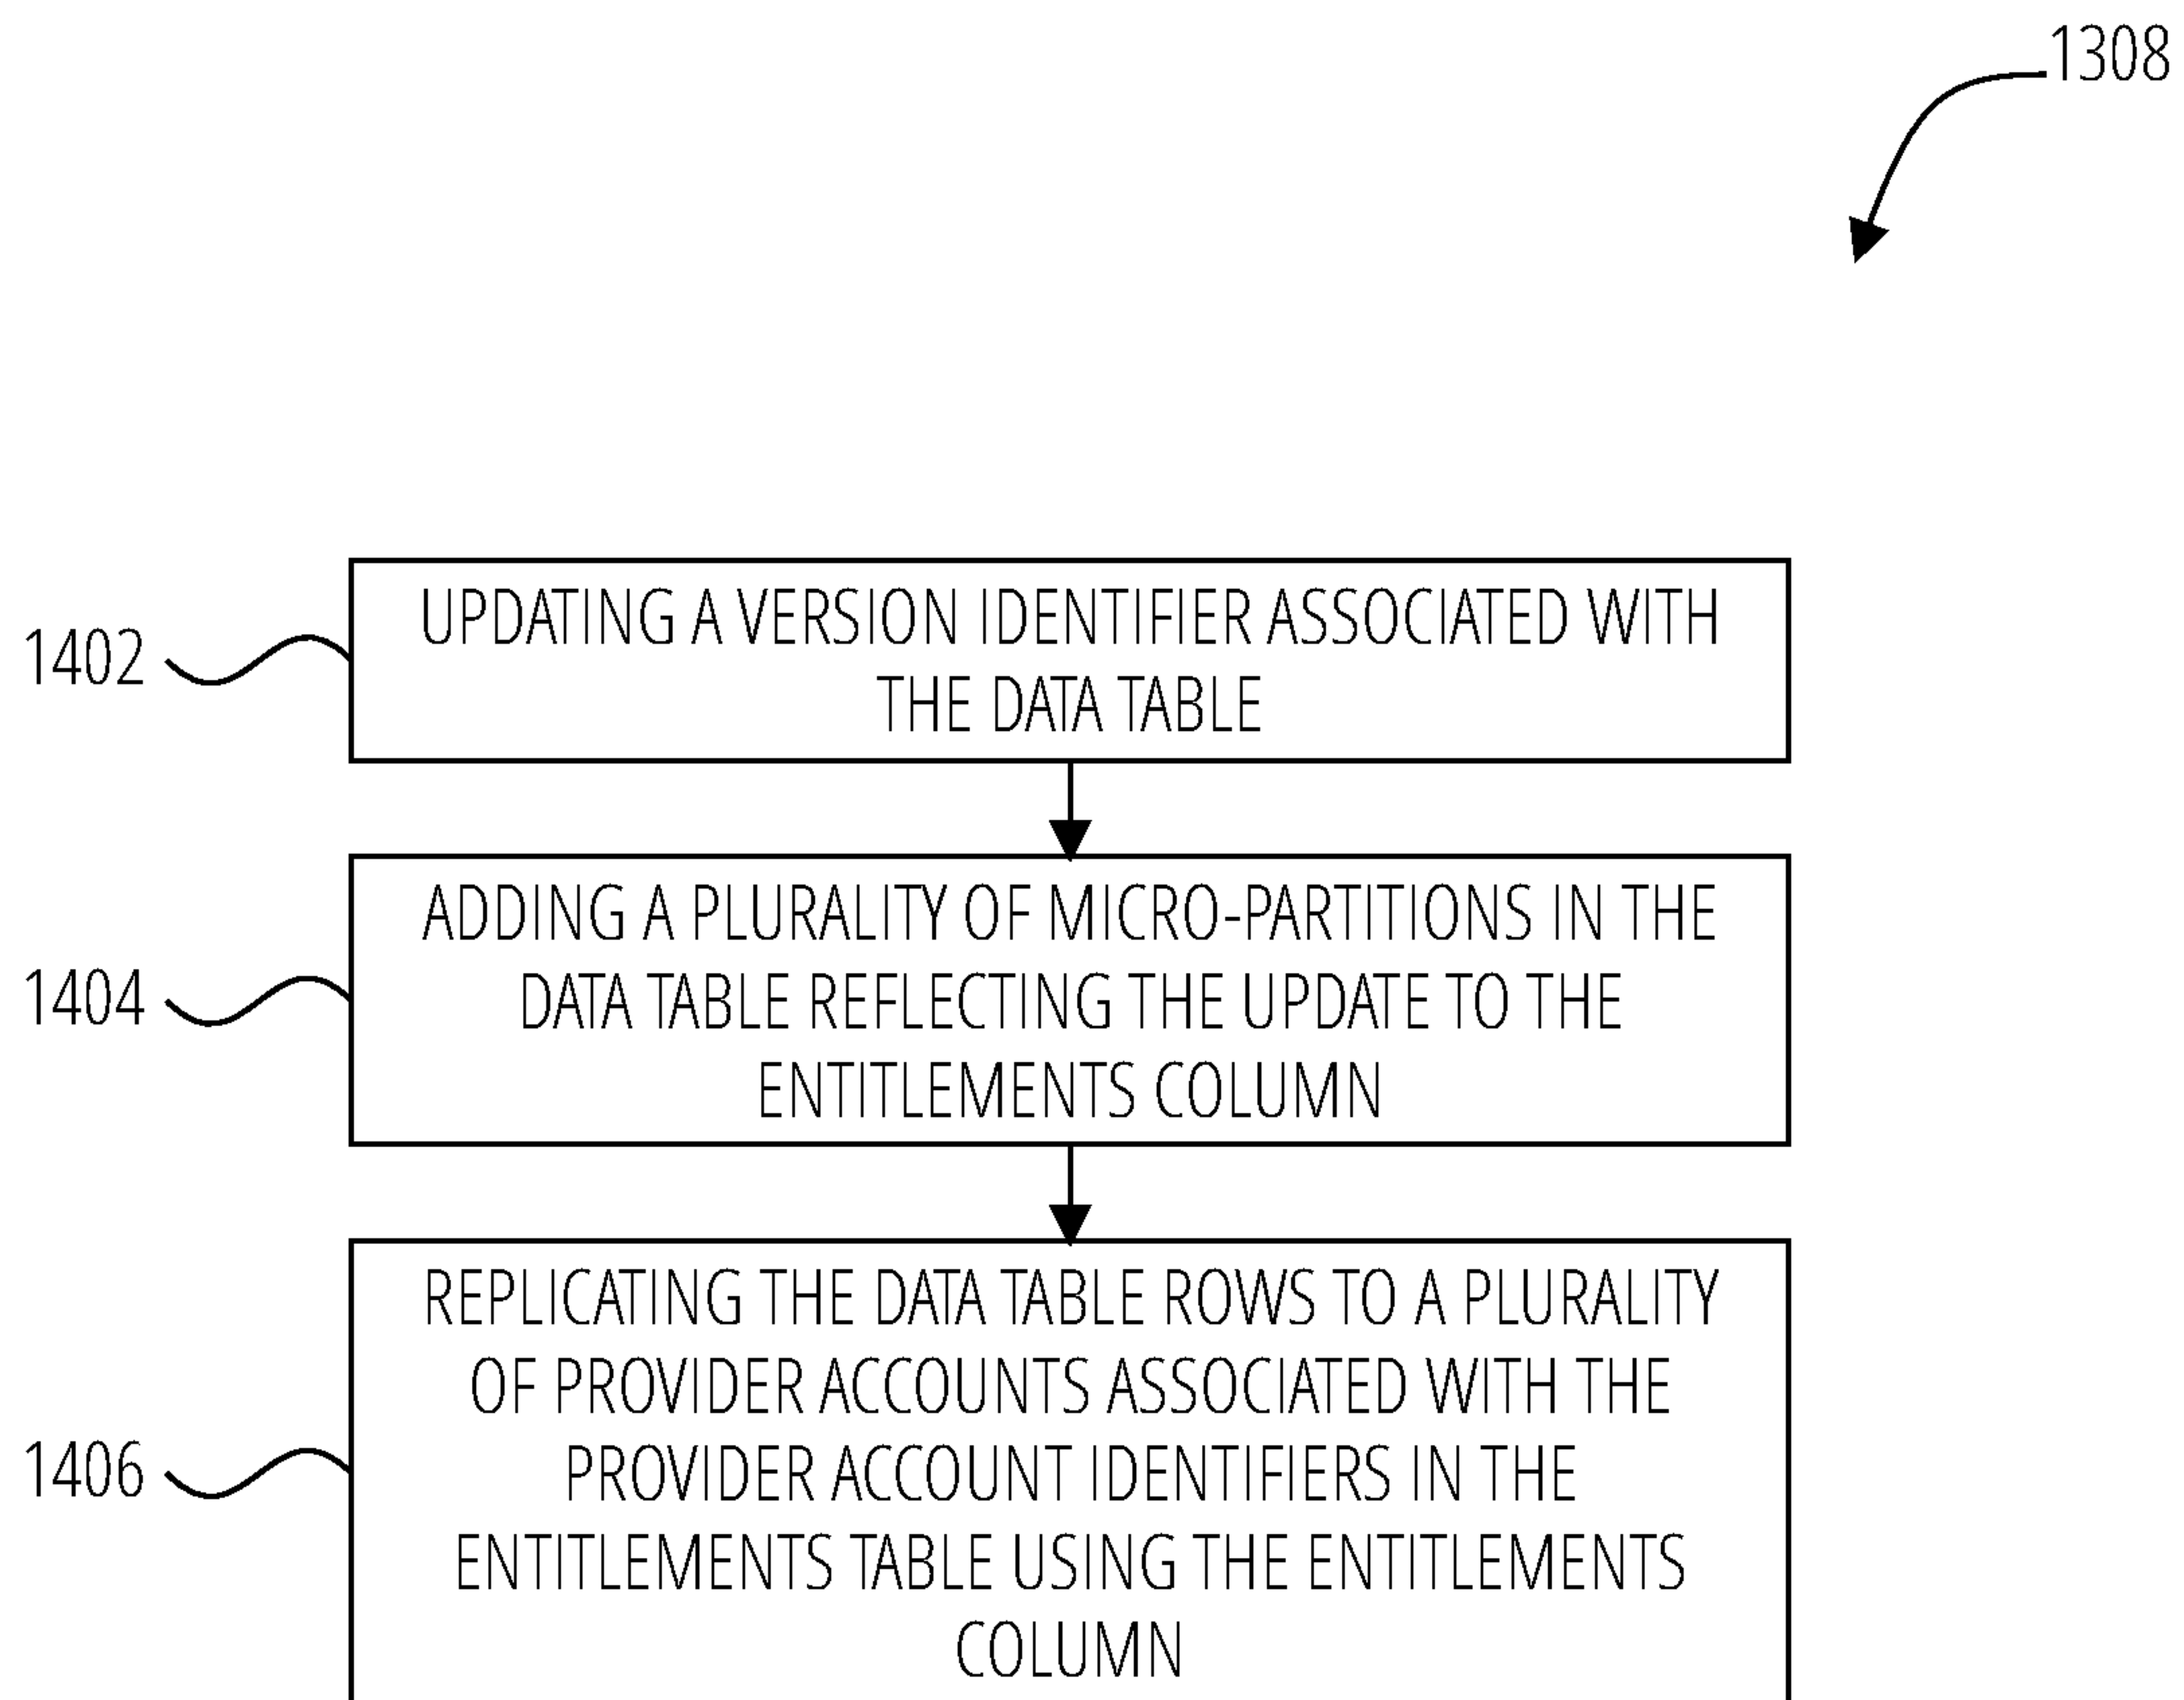 1308
1402
UPDATING A VERSION IDENTIFIER ASSOCIATED WITH
THE DATA TABLE
1404
ADDING A PLURALITY OF MICRO-PARTITIONS IN THE
DATA TABLE REFLECTING THE UPDATE TO THE
ENTITLEMENTS COLUMN
1406
REPLICATING THE DATA TABLE ROWS TO A PLURALITY
OF PROVIDER ACCOUNTS ASSOCIATED WITH THE
PROVIDER ACCOUNT IDENTIFIERS IN THE
ENTITLEMENTS TABLE USING THE ENTITLEMENTS
COLUMN